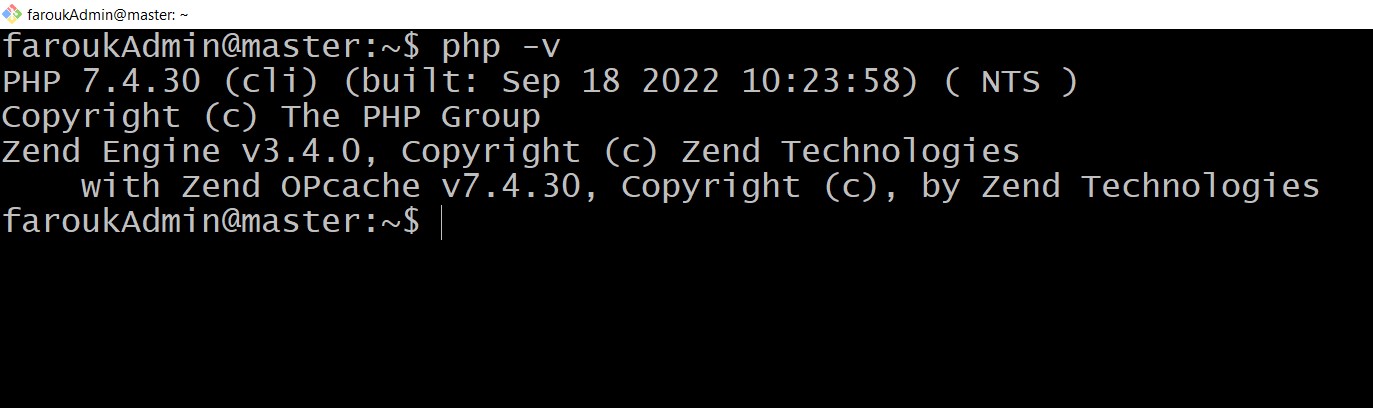 faroukAdmin@master: ~
faroukAdmin@master:~$ php -v
PHP 7.4.30 (cli) (built: Sep 18 2022 10:23:58) ( NTS )
Copyright (c) The PHP Group
Zend Engine v3.4.0, Copyright (c) Zend Technologies
    with Zend OPcache v7.4.30, Copyright (c), by Zend Technologies
faroukAdmin@master:~$